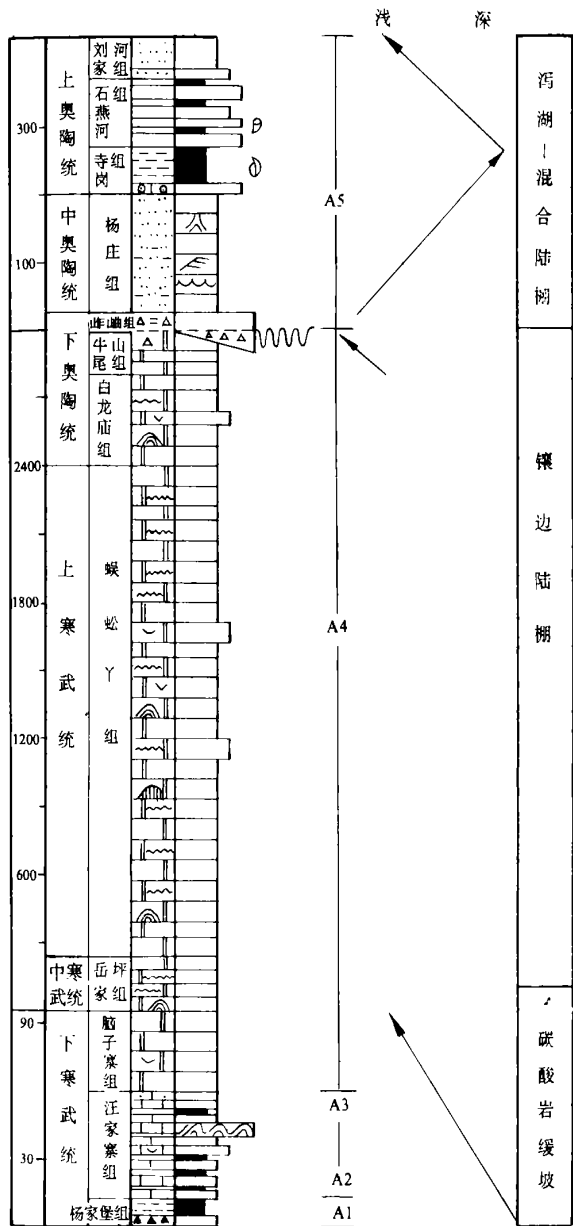 浅 深
上奥陶统
中奥陶统
下奥陶统
上寒武统
中寒武统
下寒武统
刘家河组
石燕河组
寺岗组
杨庄组
牛尾山组
白龙庙组
蜈蚣丫组
岳家坪组
脑子寨组
汪家寨组
杨家堡组
300
100
2400
1800
1200
600
90
30
A5
A4
A3
A2
A1
泻湖—混合陆棚
镶边陆棚
碳酸岩缓坡